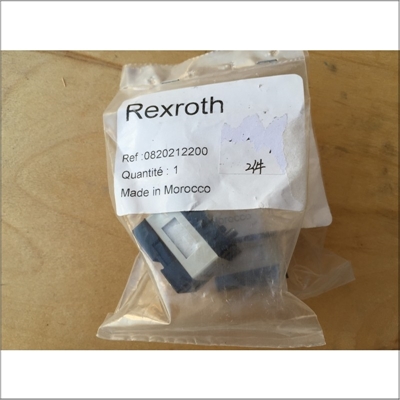 Rexroth
Ref :0820212200
Quantité : 1
Made in Morocco
2件